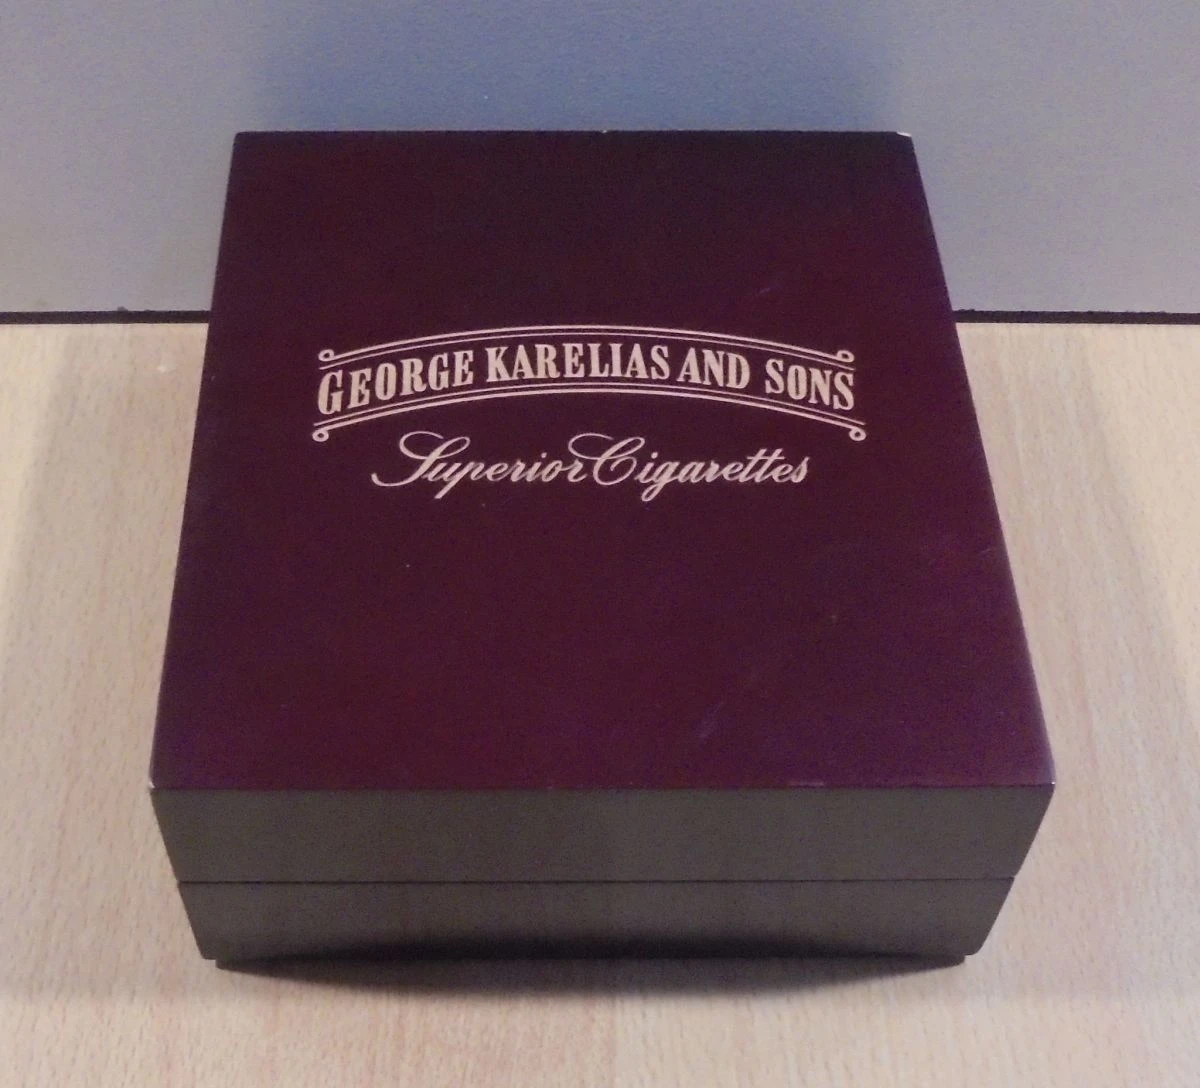 GEORGE KARELIAS AND SONS
Superior Cigarettes